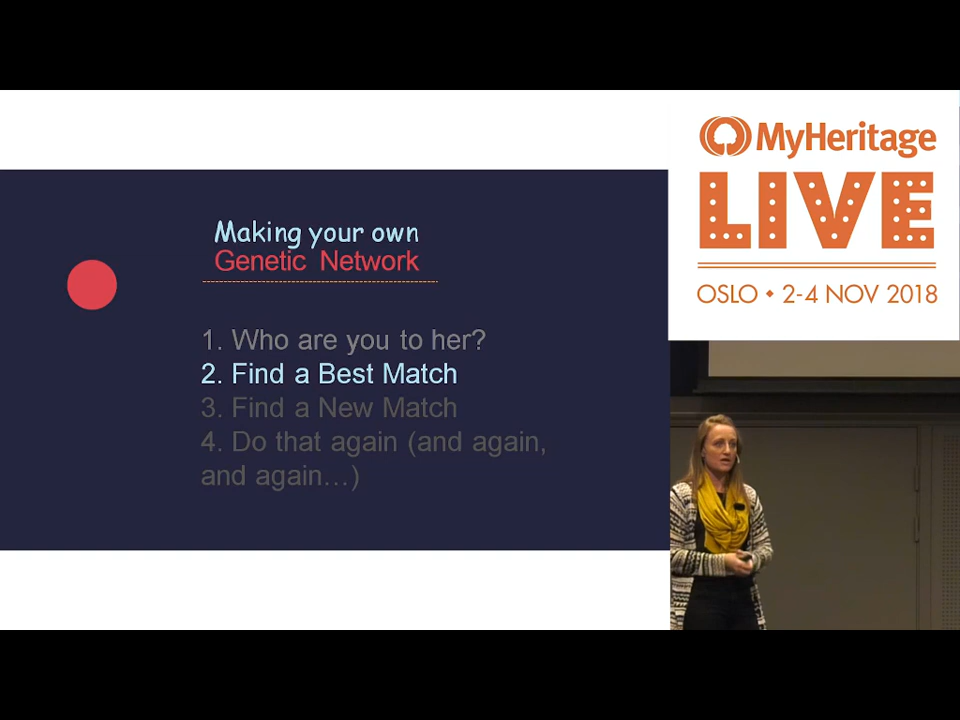 Making your own
Genetic Network
1. Who are you to her?
2. Find a Best Match
3. Find a New Match
4. Do that again (and again,
and again…)
MyHeritage
LIVE
OSLO • 2-4 NOV 2018